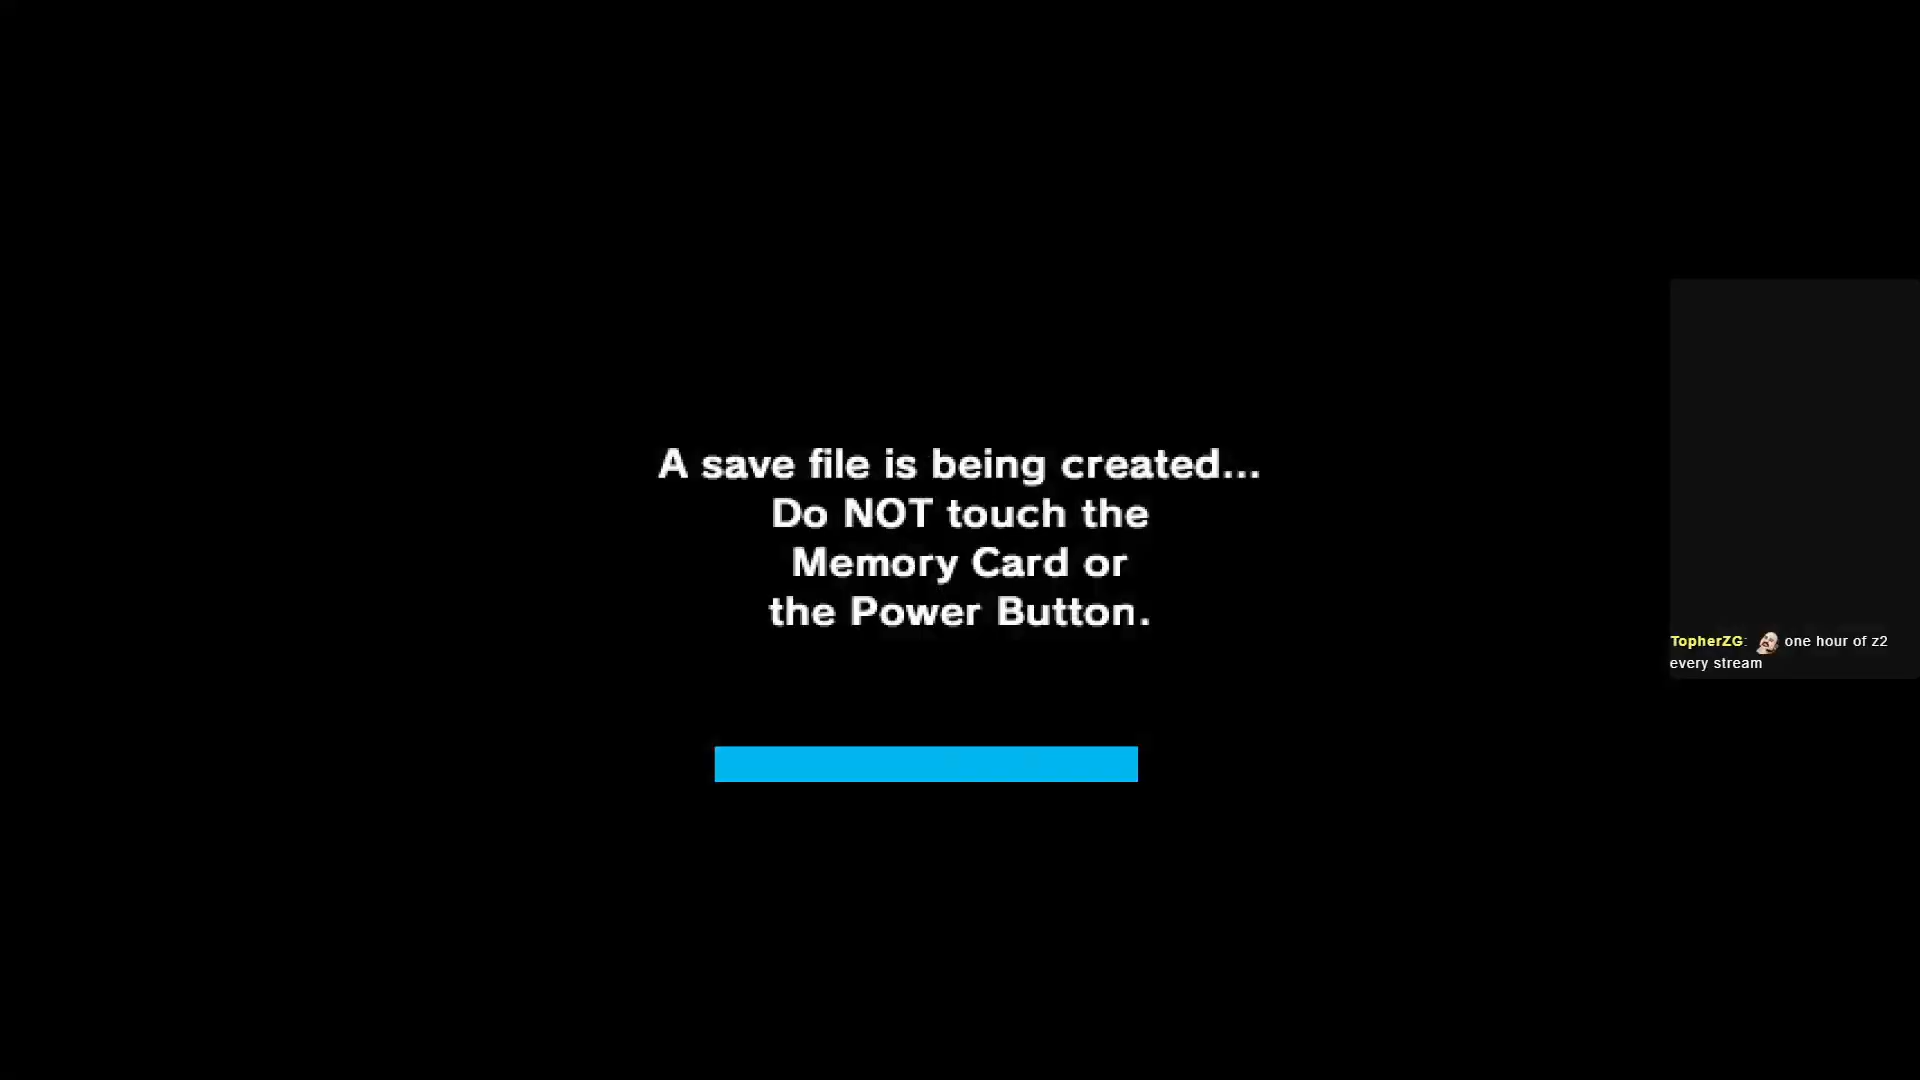 A save file is being created...
Do NOT touch the
Memory Card or
the Power Button.
TopherZG: one hour of z2
every stream